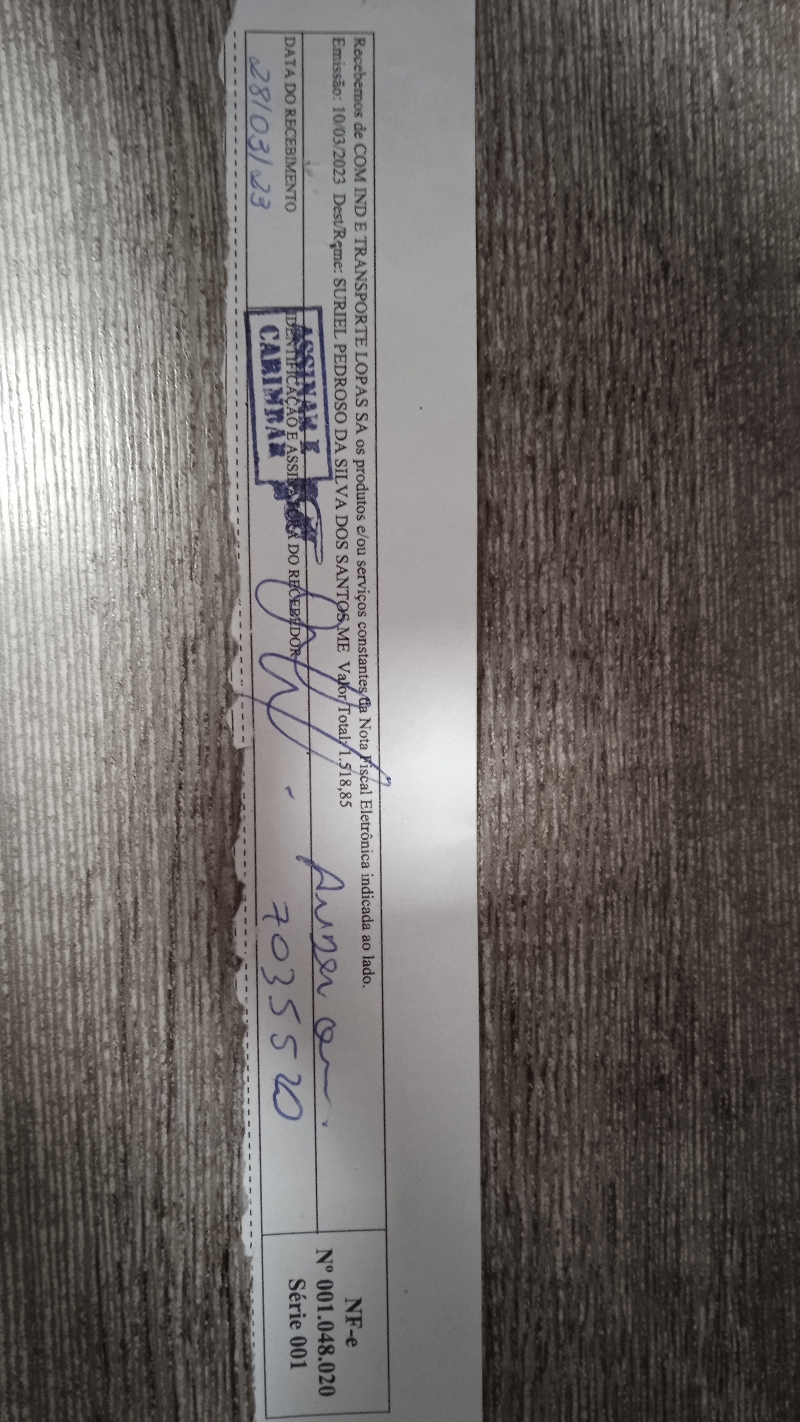 Recebemos de COM IND E TRANSPORTE LOPAS SA os produtos e/ou serviços constantes da Nota Fiscal Eletrônica indicada ao lado.
Emissão: 10/03/2023 Dest/Reme: SURIEL PEDROSO DA SILVA DOS SANTOS ME Valor Total: 1.518,85
DATA DO RECEBIMENTO
28/03/23
IDENTIFICAÇÃO E ASSINATURA DO RECEBEDOR
ASSINAR E
CARIMBAR
7035520
NF-e
Nº 001.048.020
Série 001